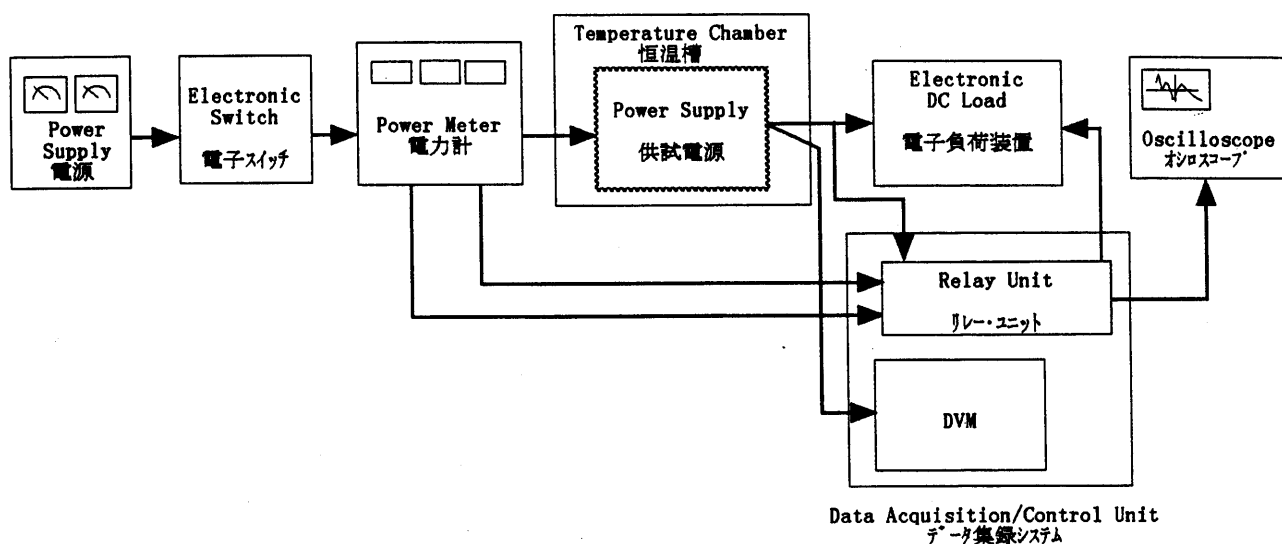 Power
Supply
電源
Electronic
Switch
電子スイッチ
Power Meter
電力計
Temperature Chamber
恒温槽
Power Supply
供試電源
Electronic
DC Load
電子負荷装置
Oscilloscope
オシロスコープ
Relay Unit
リレー・ユニット
DVM
Data Acquisition/Control Unit
データ集録システム